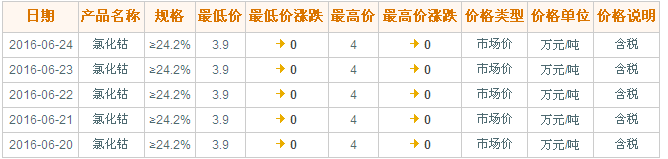 日期 产品名称 规格 最低价 最低价涨跌 最高价 最高价涨跌 价格类型 价格单位 价格说明
2016-06-24 氯化钴 ≥24.2% 3.9 → 0 4 → 0 市场价 万元/吨 含税
2016-06-23 氯化钴 ≥24.2% 3.9 → 0 4 → 0 市场价 万元/吨 含税
2016-06-22 氯化钴 ≥24.2% 3.9 → 0 4 → 0 市场价 万元/吨 含税
2016-06-21 氯化钴 ≥24.2% 3.9 → 0 4 → 0 市场价 万元/吨 含税
2016-06-20 氯化钴 ≥24.2% 3.9 → 0 4 → 0 市场价 万元/吨 含税